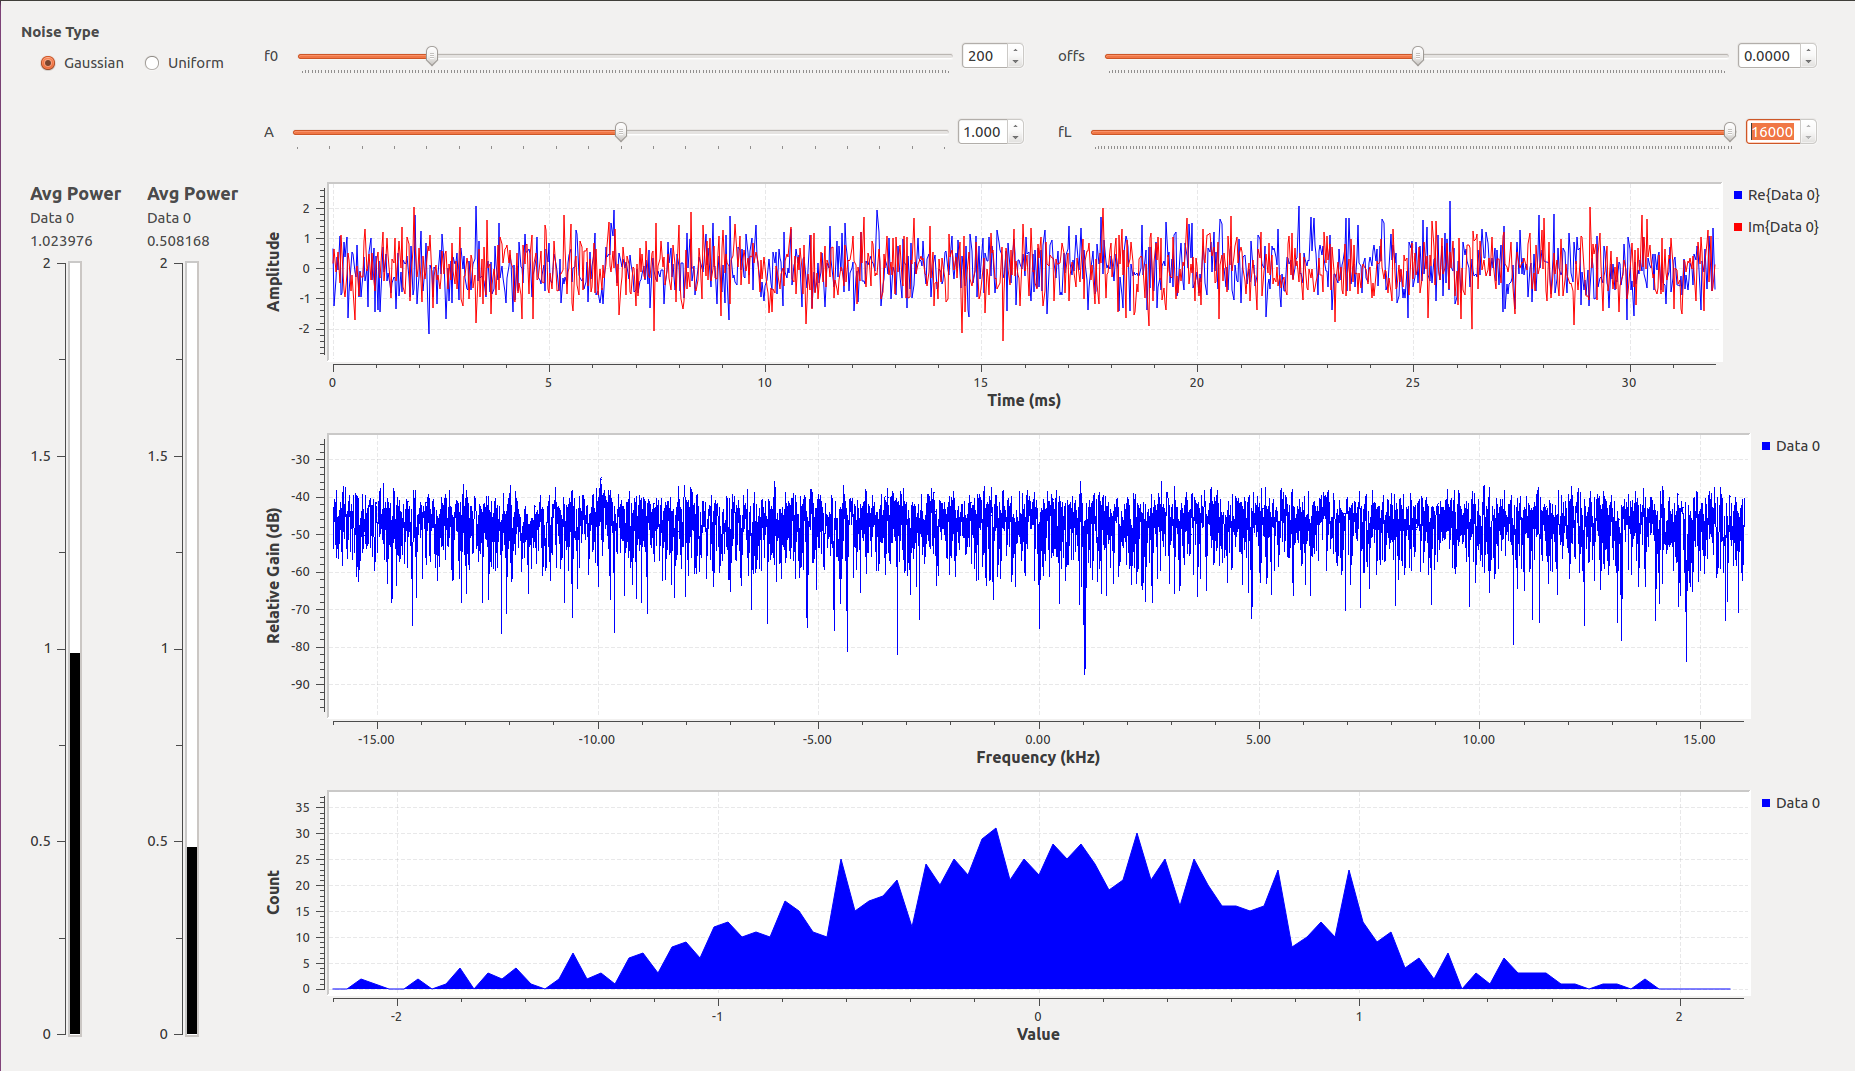 Noise Type
Gaussian Uniform
f0 200 offs 0.0000
A 1.000 fL 16000
Avg Power
Data 0
1.023976
2
1.5
1
0.5
0
Avg Power
Data 0
0.508168
2
1.5
1
0.5
0
Amplitude
2
1
0
-1
-2
0 5 10 15 20 25 30
Time (ms)
Re{Data 0}
Im{Data 0}
Relative Gain (dB)
-30
-40
-50
-60
-70
-80
-90
-15.00 -10.00 -5.00 0.00 5.00 10.00 15.00
Frequency (kHz)
Data 0
Count
35
30
25
20
15
10
5
0
-2 -1 0 1 2
Value
Data 0